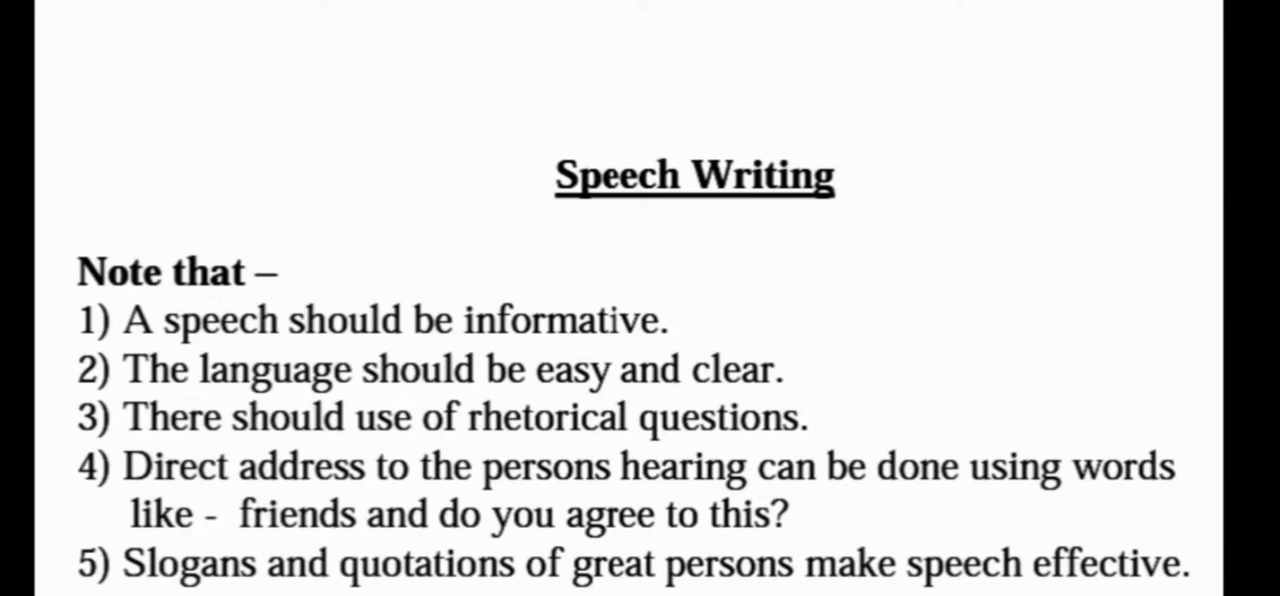 Speech Writing
Note that –
1) A speech should be informative.
2) The language should be easy and clear.
3) There should use of rhetorical questions.
4) Direct address to the persons hearing can be done using words
like - friends and do you agree to this?
5) Slogans and quotations of great persons make speech effective.